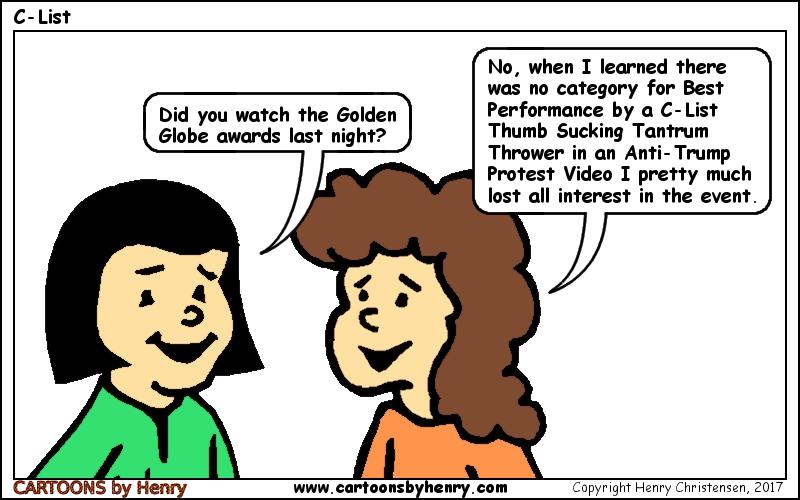 C-List
Did you watch the Golden
Globe awards last night?
No, when I learned there
was no category for Best
Performance by a C-List
Thumb Sucking Tantrum
Thrower in an Anti-Trump
Protest Video I pretty much
lost all interest in the event.
CARTOONS by Henry
www.cartoonsbyhenry.com
Copyright Henry Christensen, 2017